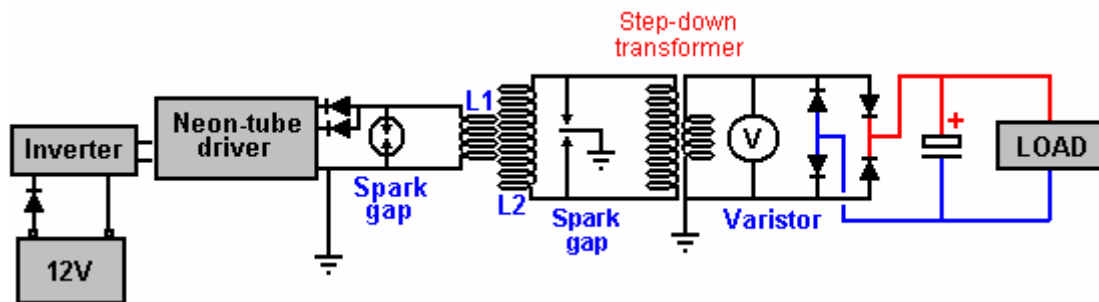 Step-down
transformer
L1
Neon-tube
driver
Inverter
V
+
LOAD
Spark
gap
L2
Spark
gap
Varistor
12V